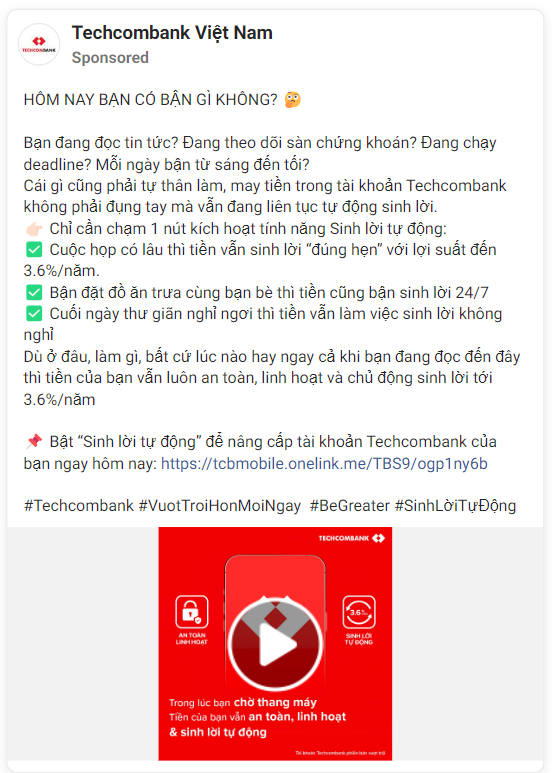 Techcombank Việt Nam
TECHCOMBANK
Sponsored
HÔM NAY BẠN CÓ BẬN GÌ KHÔNG? 🤔
Bạn đang đọc tin tức? Đang theo dõi sàn chứng khoán? Đang chạy
deadline? Mỗi ngày bận từ sáng đến tối?
Cái gì cũng phải tự thân làm, may tiền trong tài khoản Techcombank
không phải đụng tay mà vẫn đang liên tục tự động sinh lời.
👉🏻 Chỉ cần chạm 1 nút kích hoạt tính năng Sinh lời tự động:
✅ Cuộc họp có lâu thì tiền vẫn sinh lời “đúng hẹn” với lợi suất đến
3.6%/năm.
✅ Bận đặt đồ ăn trưa cùng bạn bè thì tiền cũng bận sinh lời 24/7
✅ Cuối ngày thư giãn nghỉ ngơi thì tiền vẫn làm việc sinh lời không
nghỉ
Dù ở đâu, làm gì, bất cứ lúc nào hay ngay cả khi bạn đang đọc đến đây
thì tiền của bạn vẫn luôn an toàn, linh hoạt và chủ động sinh lời tới
3.6%/năm
📌 Bật “Sinh lời tự động” để nâng cấp tài khoản Techcombank của
bạn ngay hôm nay: https://tcbmobile.onelink.me/TBS9/ogp1ny6b
#Techcombank #VuotTroiHonMoiNgay #BeGreater #SinhLờiTựĐộng
TECHCOMBANK
AN TOÀN
LINH HOẠT
3.6%
SINH LỜI
TỰ ĐỘNG
Trong lúc bạn chờ thang máy
Tiền của bạn vẫn an toàn, linh hoạt
& sinh lời tự động
Tài khoản Techcombank phiên bản vượt trội